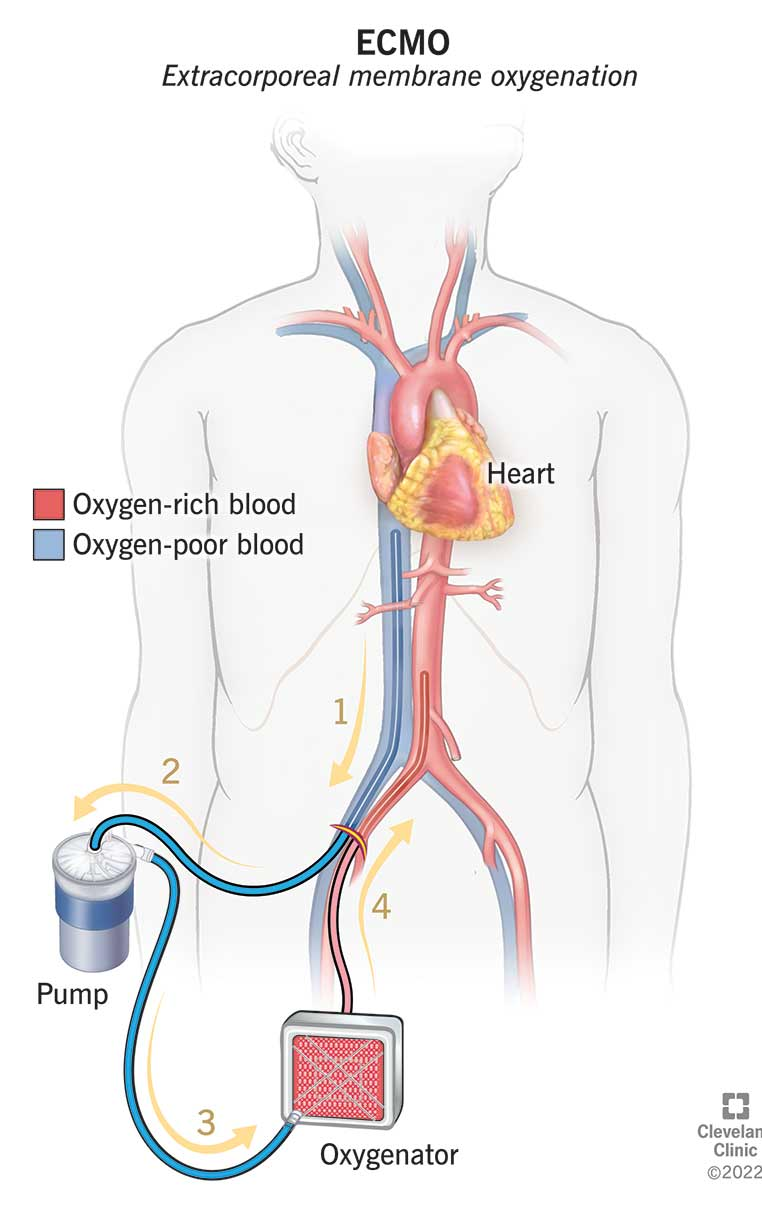 ECMO
Extracorporeal membrane oxygenation
Heart
Oxygen-rich blood
Oxygen-poor blood
1
2
4
Pump
3
Oxygenator
Clevelan
Clinic
©2022